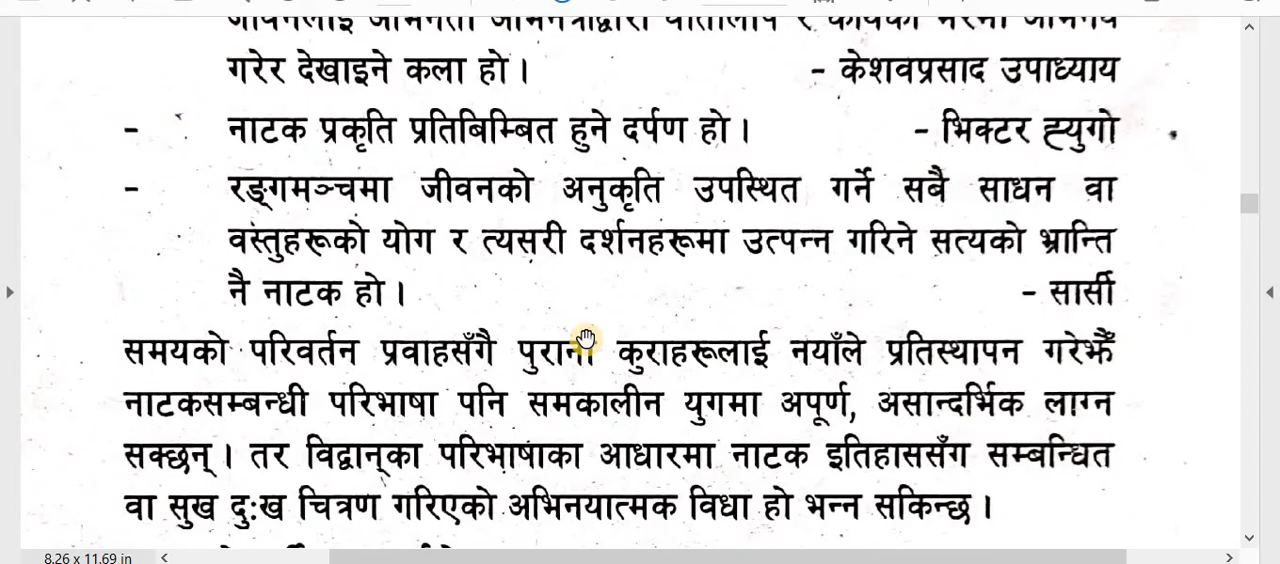 गरेर देखाइने कला हो । - केशवप्रसाद उपाध्याय
- नाटक प्रकृति प्रतिबिम्बित हुने दर्पण हो । - भिक्टर ह्युगो
- रङ्गमञ्चमा जीवनको अनुकृति उपस्थित गर्ने सबै साधन वा
वस्तुहरूको योग र त्यसरी दर्शनहरूमा उत्पन्न गरिने सत्यको भ्रान्ति
नै नाटक हो । - सार्सी
समयको परिवर्तन प्रवाहसँगै पुराना कुराहरूलाई नयाँले प्रतिस्थापन गरेझैँ
नाटकसम्बन्धी परिभाषा पनि समकालीन युगमा अपूर्ण, असान्दर्भिक लाग्न
सक्छन् । तर विद्वान्का परिभाषाका आधारमा नाटक इतिहाससँग सम्बन्धित
वा सुख दुःख चित्रण गरिएको अभिनयात्मक विधा हो भन्न सकिन्छ ।
8.26 x 11.69 in